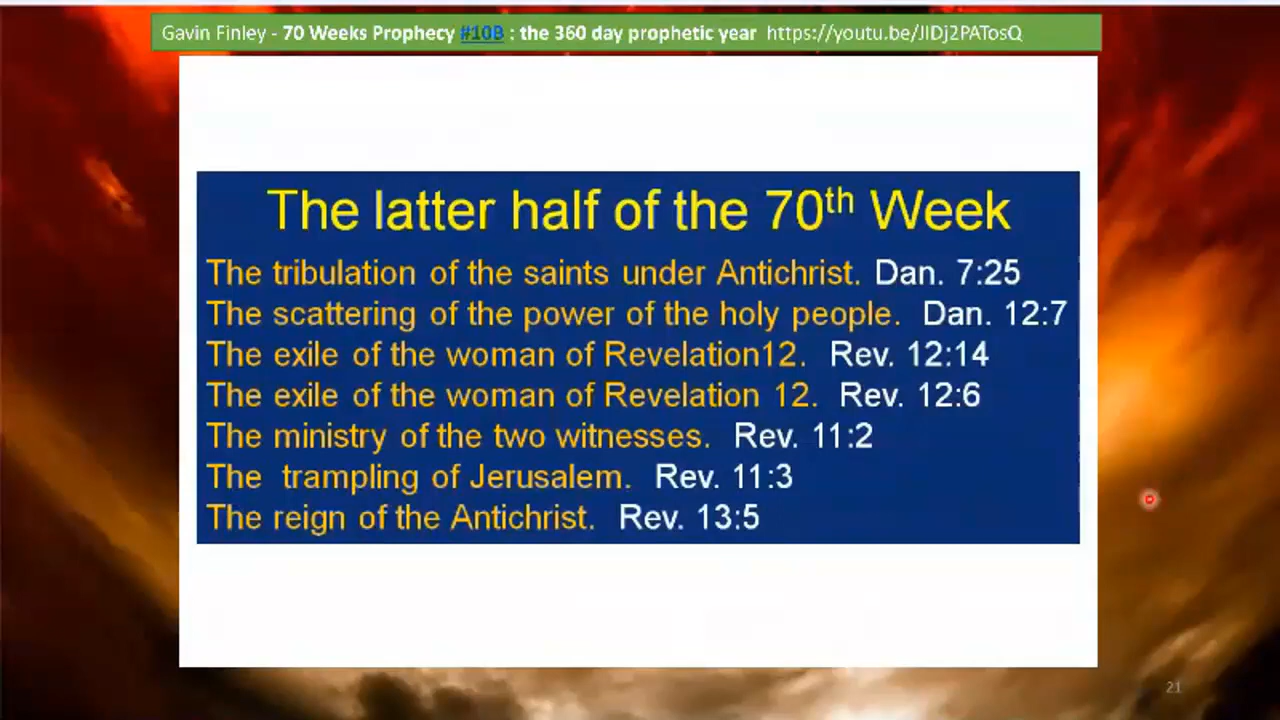 Gavin Finley - 70 Weeks Prophecy #10B : the 360 day prophetic year https://youtu.be/JIDj2PATosQ
The latter half of the 70th Week
The tribulation of the saints under Antichrist. Dan. 7:25
The scattering of the power of the holy people. Dan. 12:7
The exile of the woman of Revelation12. Rev. 12:14
The exile of the woman of Revelation 12. Rev. 12:6
The ministry of the two witnesses. Rev. 11:2
The trampling of Jerusalem. Rev. 11:3
The reign of the Antichrist. Rev. 13:5
21